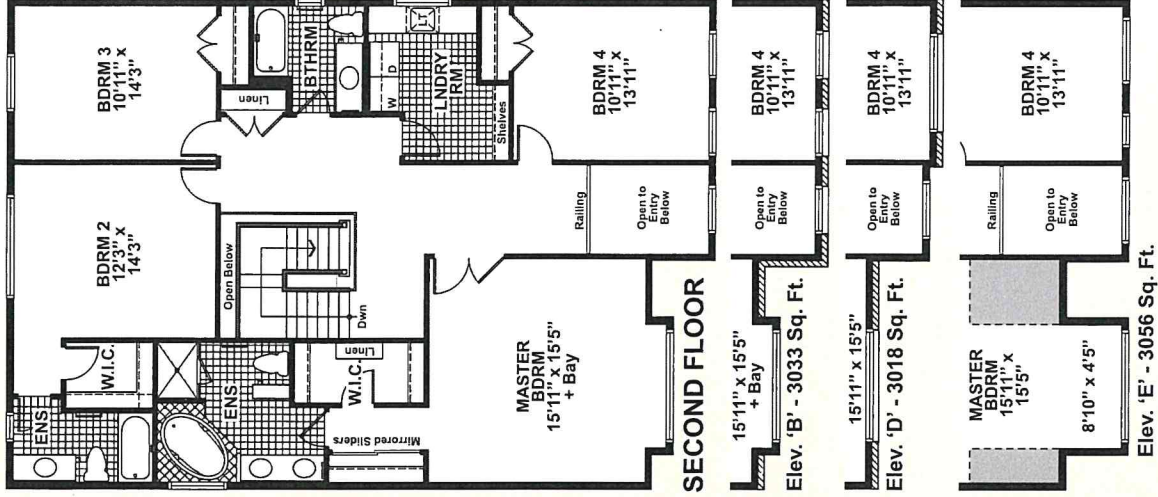 BDRM 3
10'11" x
14'3"
BTHRM
LT
Linen
W D
LNDRY
RM
Shelves
BDRM 2
12'3" x
14'3"
Open Below
Dwn
BDRM 4
10'11" x
13'11"
Railing
Open to
Entry
Below
ENS
W.I.C.
ENS
W.I.C.
Linen
Mirrored Sliders
MASTER
BDRM
15'11" x 15'5"
+ Bay
SECOND FLOOR
BDRM 4
10'11" x
13'11"
Open to
Entry
Below
15'11" x 15'5"
+ Bay
Elev. 'B' - 3033 Sq. Ft.
BDRM 4
10'11" x
13'11"
Open to
Entry
Below
15'11" x 15'5"
Elev. 'D' - 3018 Sq. Ft.
BDRM 4
10'11" x
13'11"
Railing
Open to
Entry
Below
MASTER
BDRM
15'11" x
15'5"
8'10" x 4'5"
Elev. 'E' - 3056 Sq. Ft.